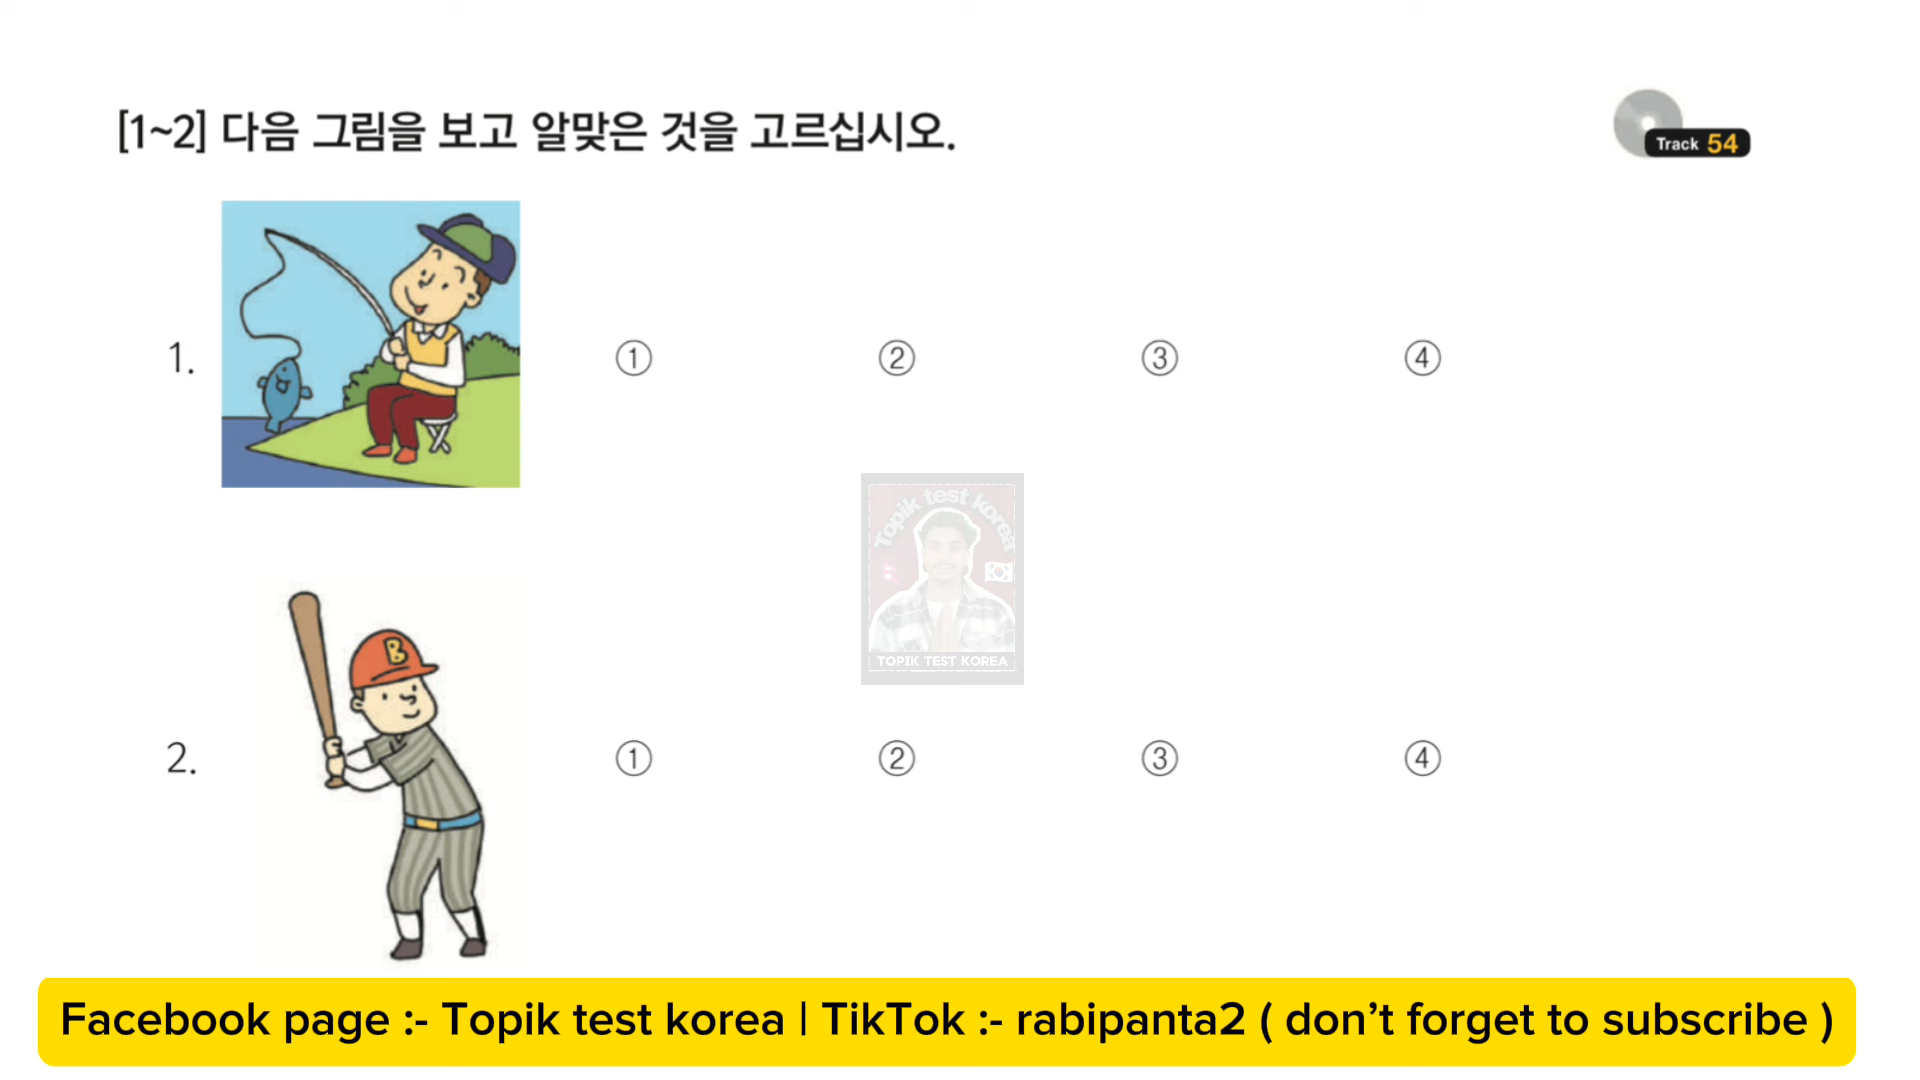 [1~2] 다음 그림을 보고 알맞은 것을 고르십시오.
Track 54
1.
① ② ③ ④
Topik test korea
TOPIK TEST KOREA
B
2.
① ② ③ ④
Facebook page :- Topik test korea | TikTok :- rabipanta2 ( don’t forget to subscribe )